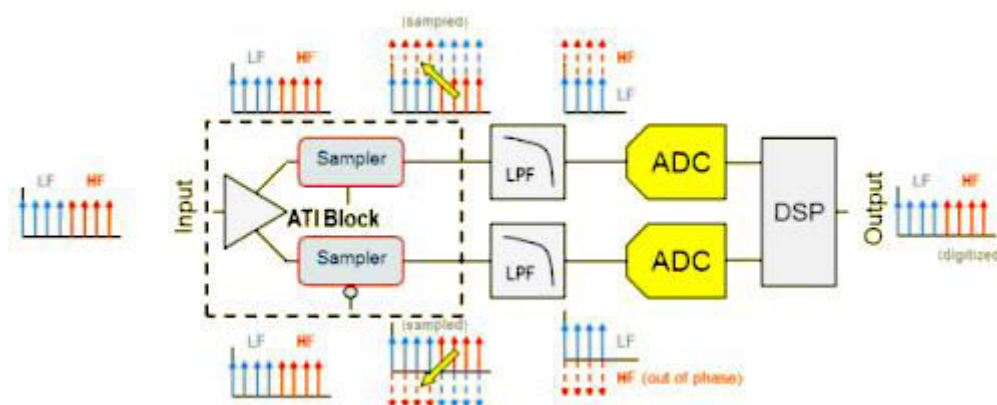 (sampled)
LF HF
HF
LF
LF HF
Input
Sampler
ATI Block
Sampler
LPF
LPF
ADC
ADC
DSP
Output
LF HF
(digitized)
(sampled)
LF HF
LF
HF (out of phase)